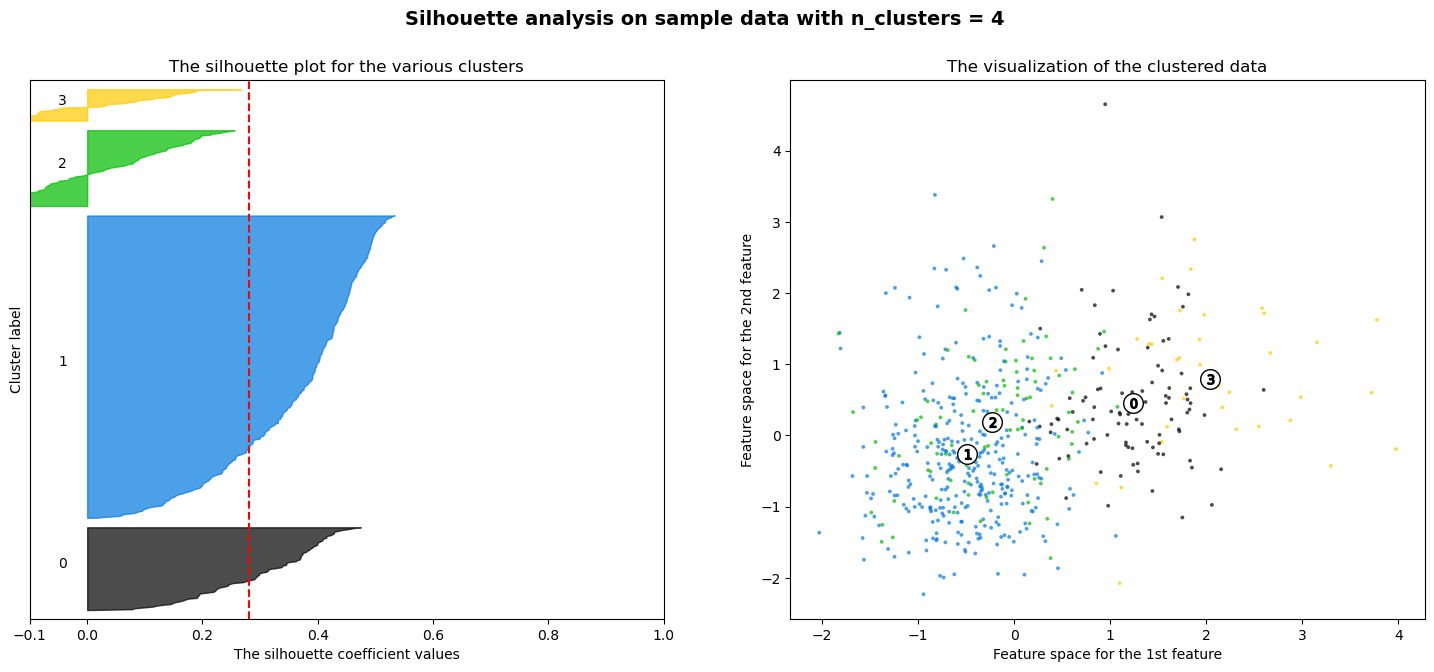 Silhouette analysis on sample data with n_clusters = 4
The silhouette plot for the various clusters
3
2
1
0
Cluster label
−0.1 0.0 0.2 0.4 0.6 0.8 1.0
The silhouette coefficient values
The visualization of the clustered data
4
3
2
1
0
−1
−2
Feature space for the 2nd feature
3
0
2
1
−2 −1 0 1 2 3 4
Feature space for the 1st feature